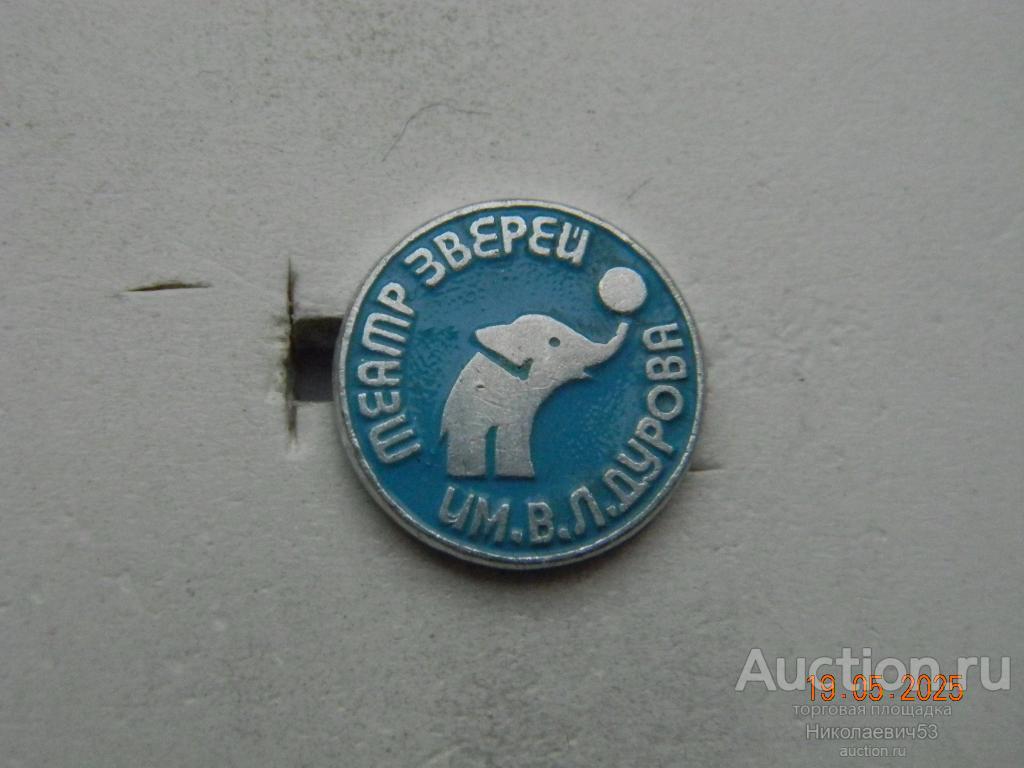 ТЕАТР ЗВЕРЕЙ
ИМ. В. Л. ДУРОВА
Auction.ru
19.05.2025
торговая площадка
Николаевич53
auction.ru